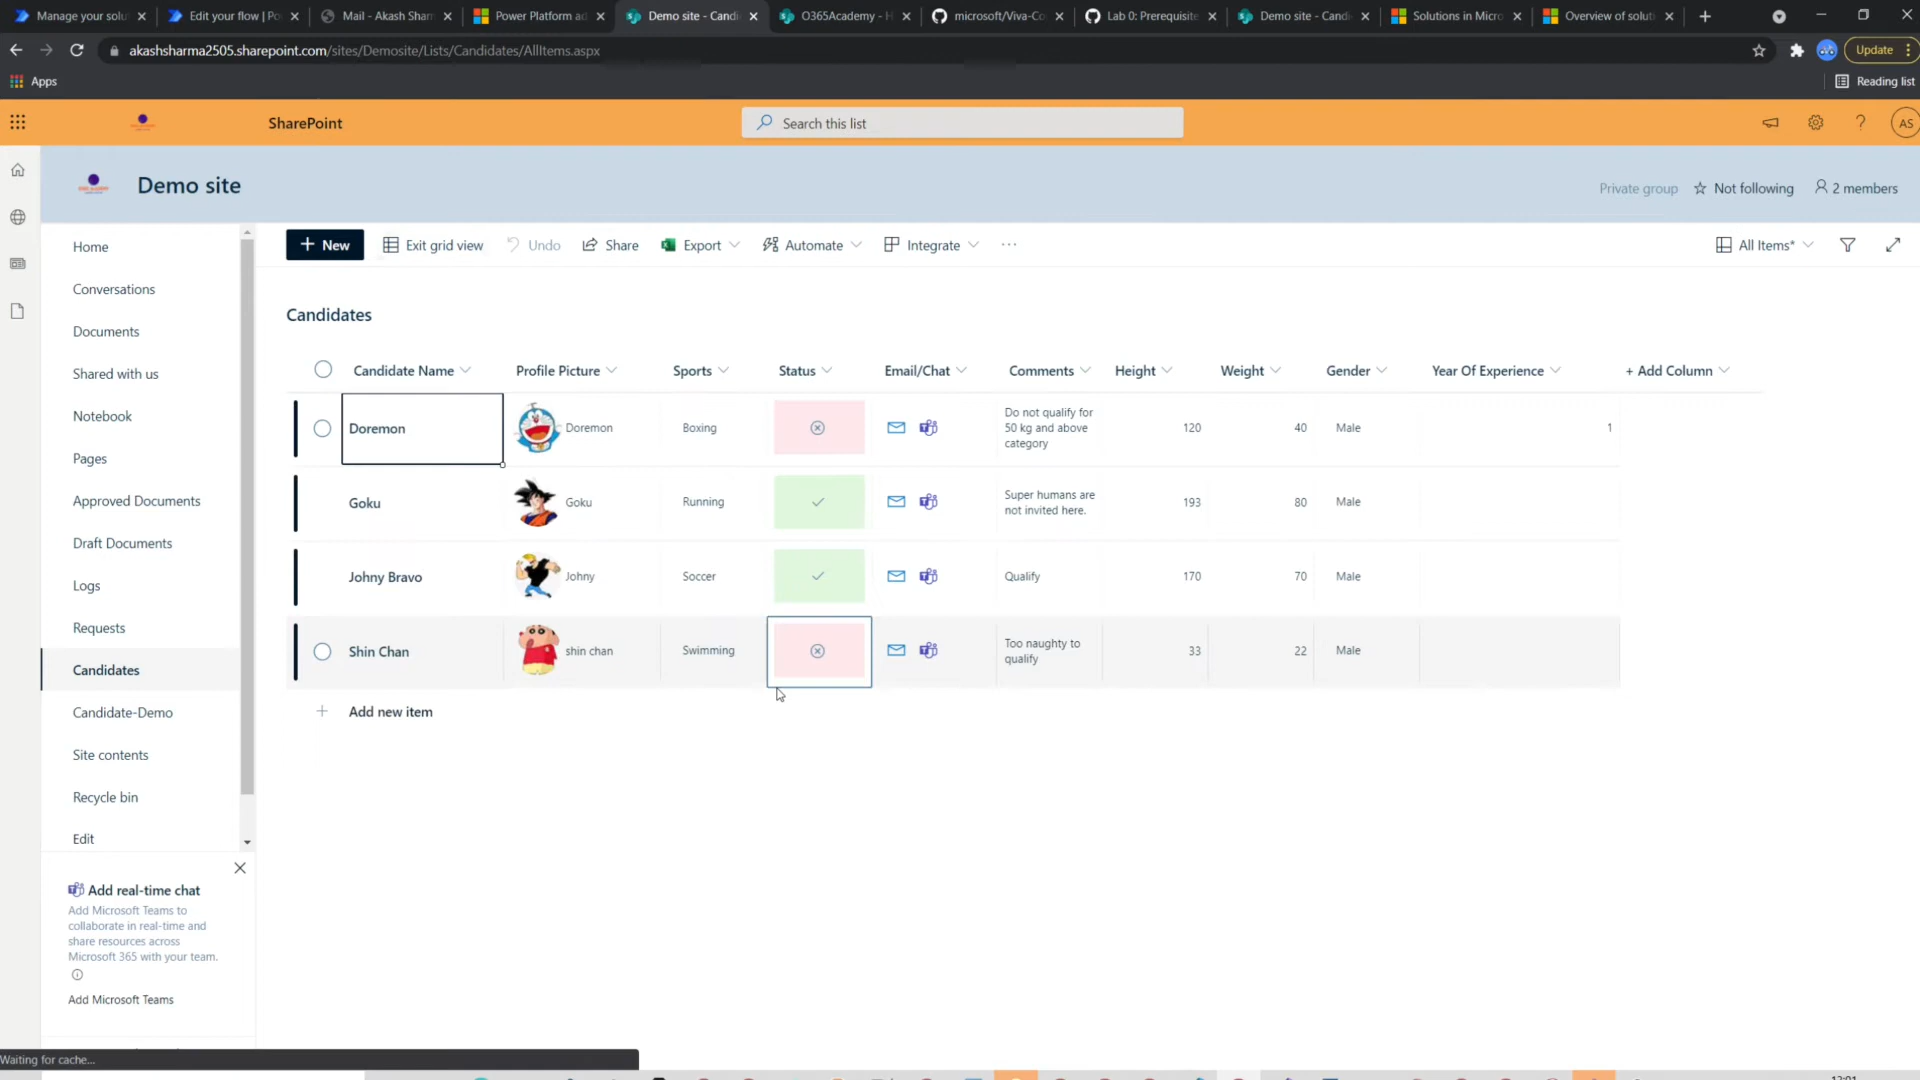 Manage your solu
Edit your flow | Po
Mail - Akash Sharm
Power Platform ad
Demo site - Candi
O365Academy - H
microsoft/Viva-Co
Lab 0: Prerequisite
Demo site - Candi
Solutions in Micro
Overview of soluti
akashsharma2505.sharepoint.com/sites/Demosite/Lists/Candidates/AllItems.aspx
Update
Apps
Reading list
SharePoint
Search this list
AS
Demo site
Private group
Not following
2 members
Home
Conversations
Documents
Shared with us
Notebook
Pages
Approved Documents
Draft Documents
Logs
Requests
Candidates
Candidate-Demo
Site contents
Recycle bin
Edit
+ New
Exit grid view
Undo
Share
Export
Automate
Integrate
···
All Items*
Candidates
Candidate Name
Profile Picture
Sports
Status
Email/Chat
Comments
Height
Weight
Gender
Year Of Experience
+ Add Column
Doremon
Doremon
Boxing
Do not qualify for
50 kg and above
category
120
40
Male
1
Goku
Goku
Running
Super humans are
not invited here.
193
80
Male
Johny Bravo
Johny
Soccer
Qualify
170
70
Male
Shin Chan
shin chan
Swimming
Too naughty to
qualify
33
22
Male
+ Add new item
Add real-time chat
Add Microsoft Teams to
collaborate in real-time and
share resources across
Microsoft 365 with your team.
Add Microsoft Teams
Waiting for cache...